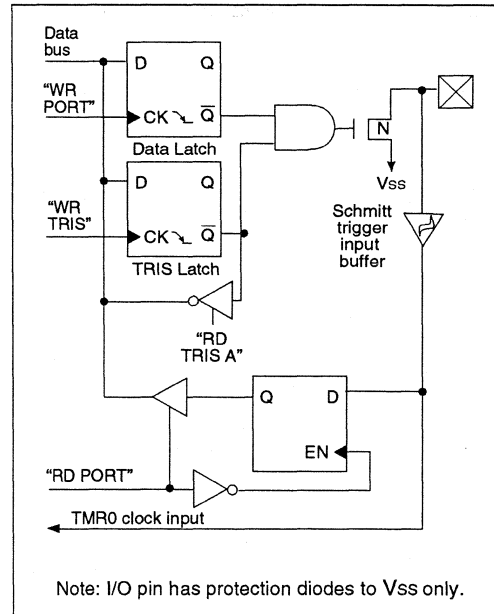 Data
bus
D Q
"WR
PORT"
CK Q
Data Latch
N
VSS
D Q
"WR
TRIS"
CK Q
TRIS Latch
Schmitt
trigger
input
buffer
"RD
TRIS A"
Q D
EN
"RD PORT"
TMR0 clock input
Note: I/O pin has protection diodes to VSS only.